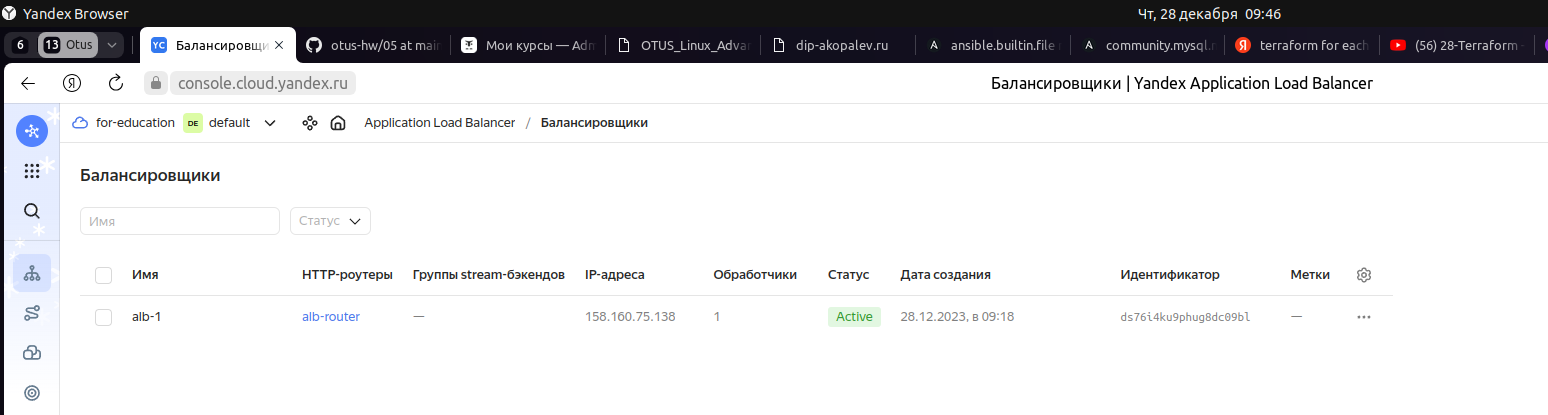 Yandex Browser Чт, 28 декабря 09:46
6 13 Otus YC Балансировщи otus-hw/05 at mair Мои курсы — Adm OTUS_Linux_Advan dip-akopalev.ru A ansible.builtin.file A community.mysql.r Я terraform for each (56) 28-Terraform -
Я console.cloud.yandex.ru Балансировщики | Yandex Application Load Balancer
for-education DE default Application Load Balancer / Балансировщики
Балансировщики
Имя Статус
Имя HTTP-роутеры Группы stream-бэкендов IP-адреса Обработчики Статус Дата создания Идентификатор Метки
alb-1 alb-router — 158.160.75.138 1 Active 28.12.2023, в 09:18 ds76i4ku9phug8dc09bl —